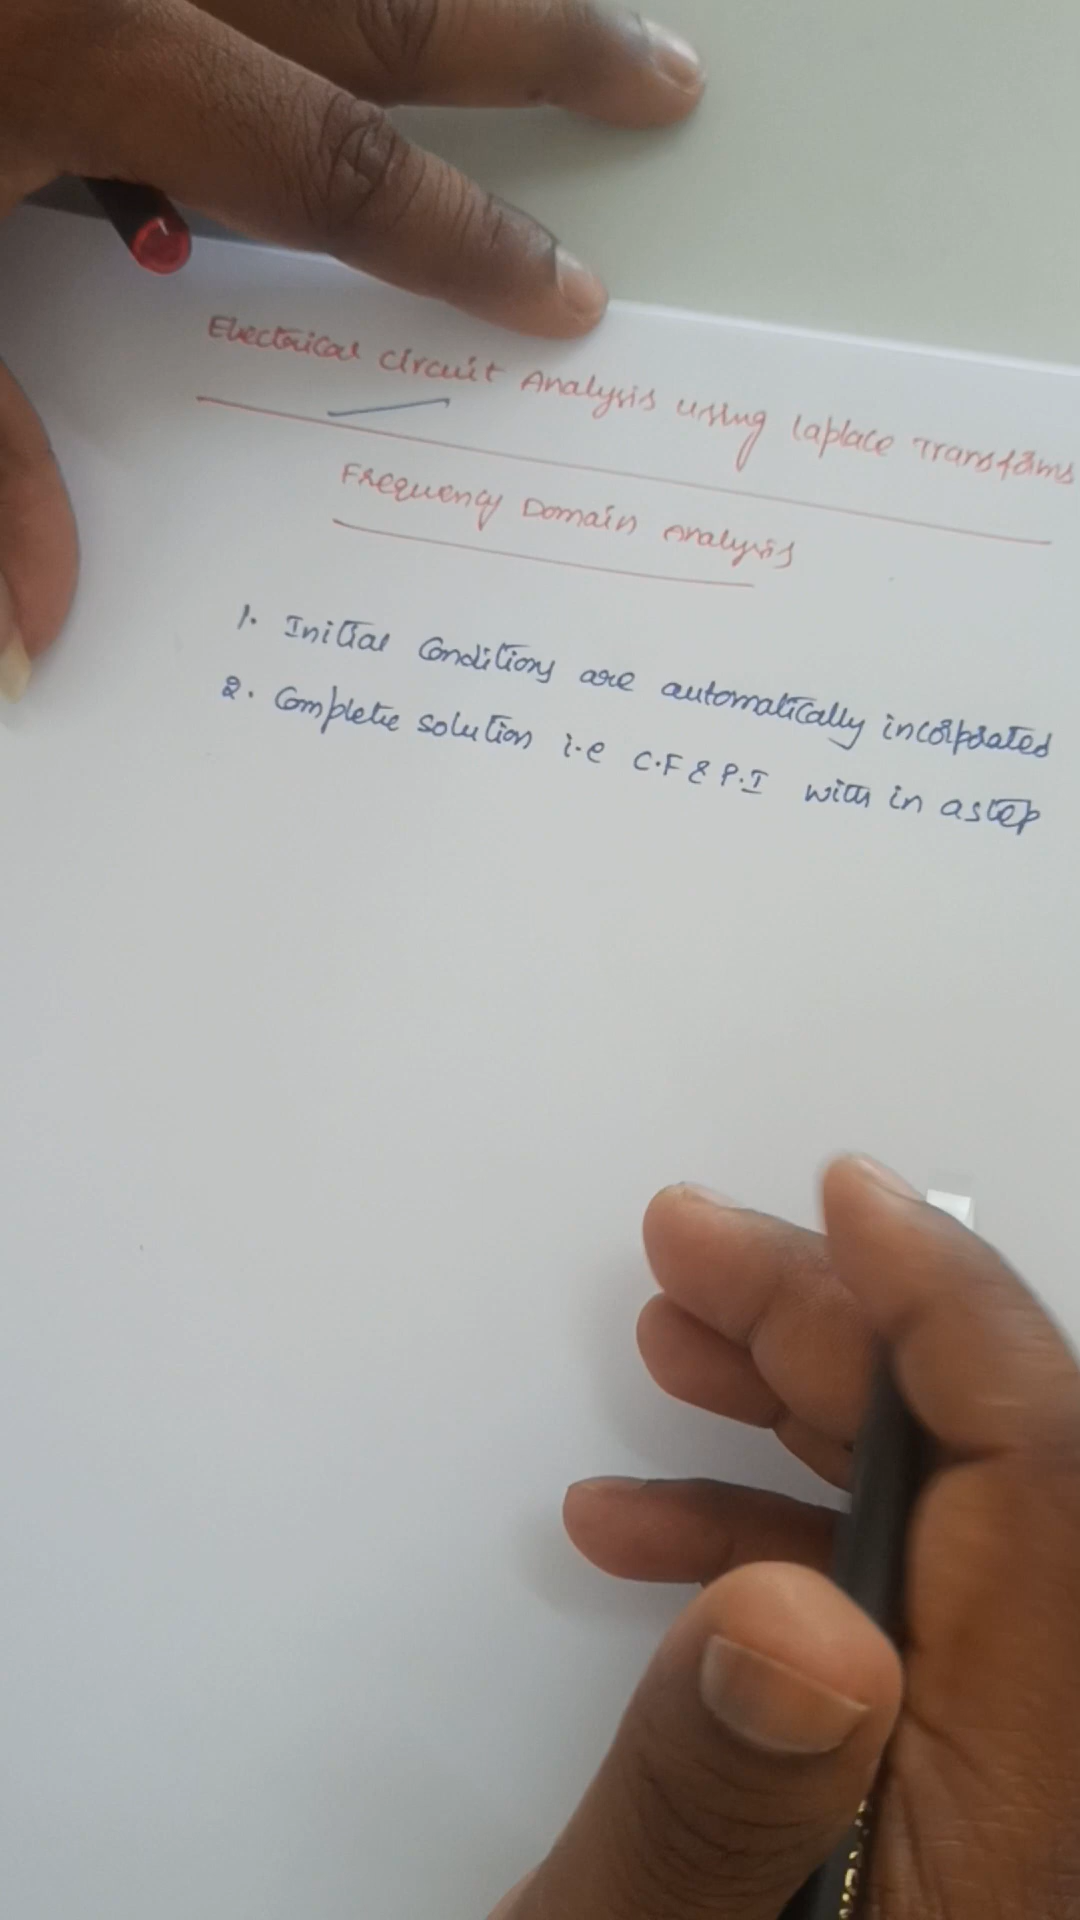 Electrical Circuit Analysis using Laplace Transforms
Frequency Domain Analysis
1. Initial Conditions are automatically incorporated
2. Complete solution i.e C.F & P.I with in a step